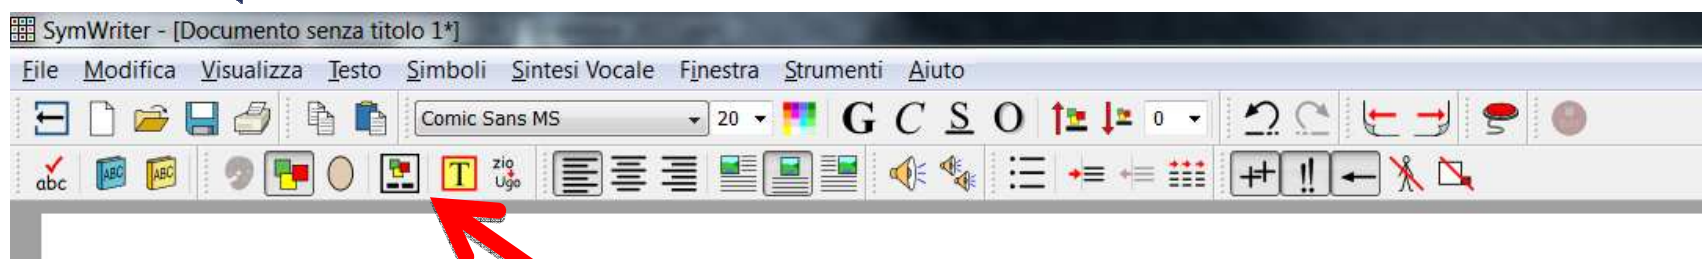 SymWriter - [Documento senza titolo 1*]
File Modifica Visualizza Testo Simboli Sintesi Vocale Finestra Strumenti Aiuto
Comic Sans MS 20 G C S O 0
abc ABC ABC T zio Ugo !!